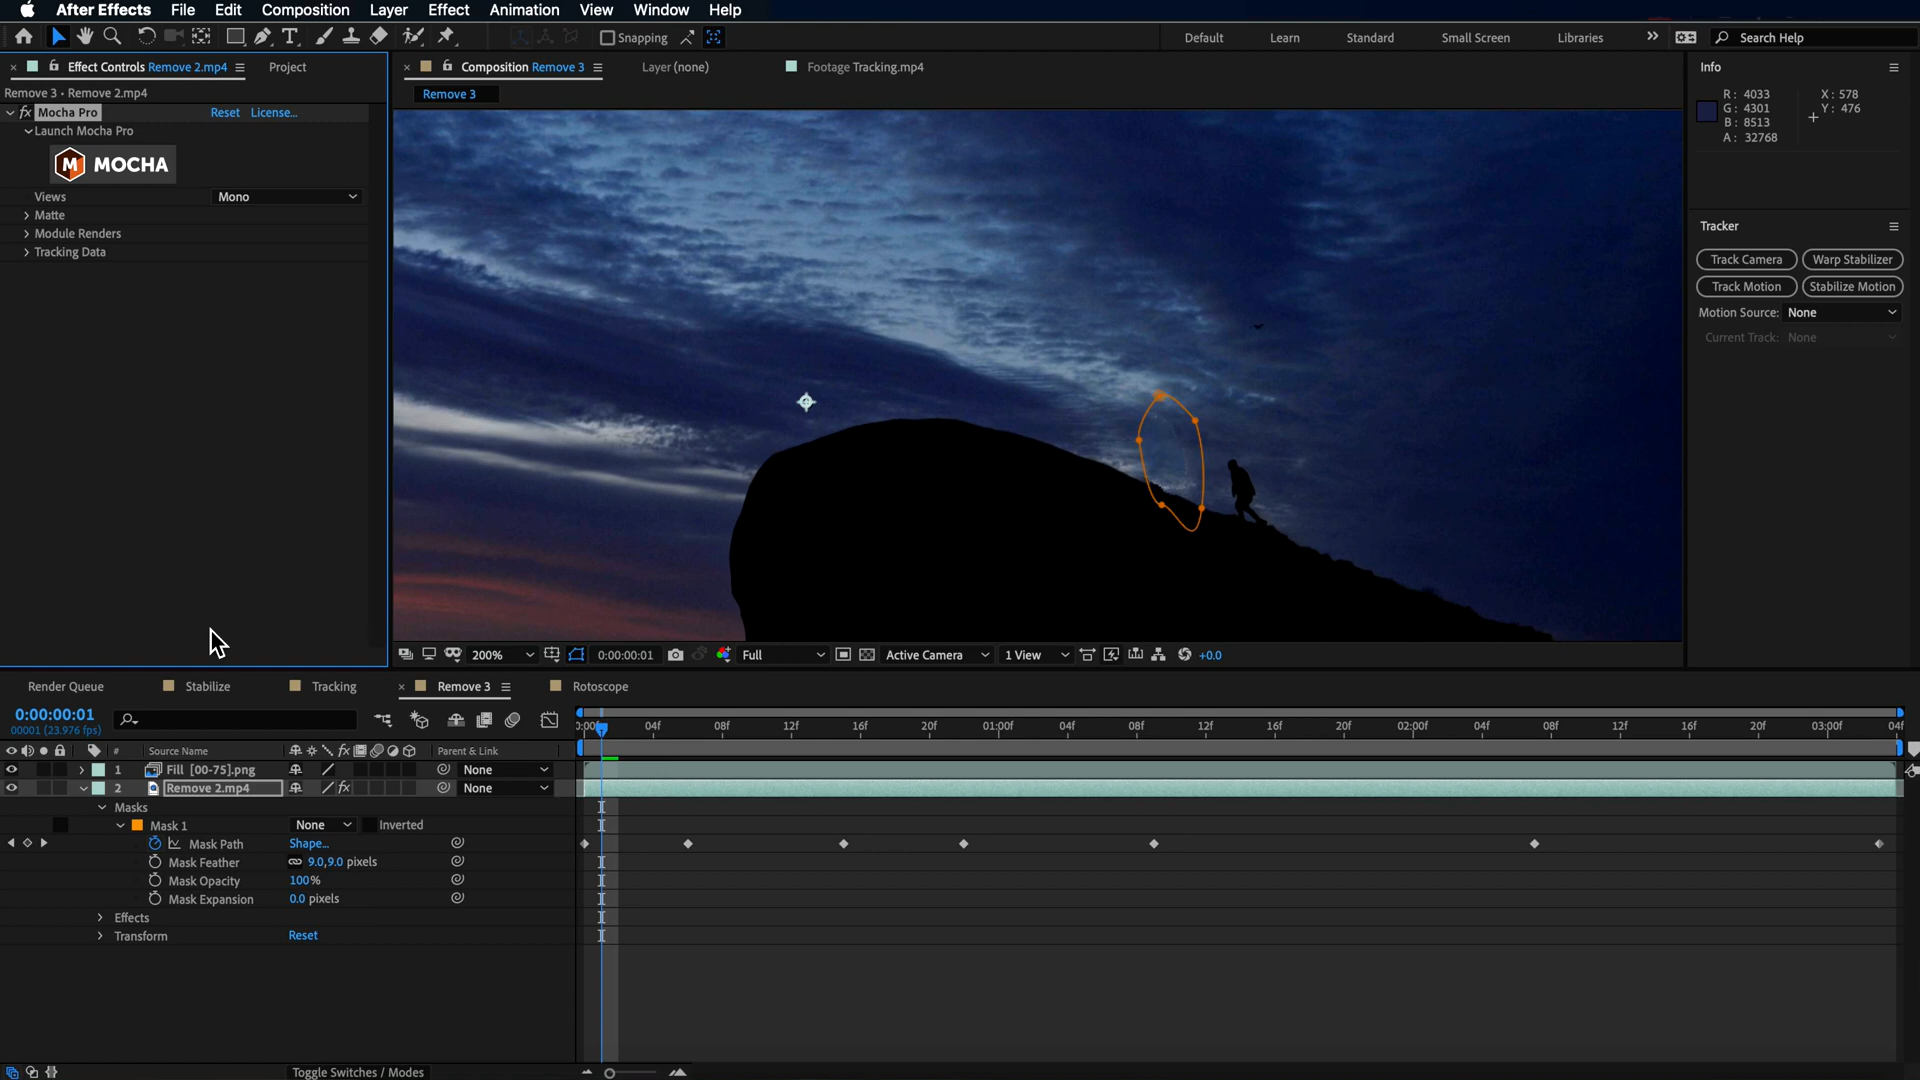 After Effects File Edit Composition Layer Effect Animation View Window Help
Snapping Default Learn Standard Small Screen Libraries Search Help
Effect Controls Remove 2.mp4 Project
Composition Remove 3 Layer (none) Footage Tracking.mp4
Info
Remove 3 • Remove 2.mp4
Remove 3
R: 4033 X: 578
G: 4301 Y: 476
B: 8513
A: 32768
fx Mocha Pro Reset License...
Launch Mocha Pro
M MOCHA
Views Mono
Matte
Module Renders
Tracking Data
Tracker
Track Camera Warp Stabilizer
Track Motion Stabilize Motion
Motion Source: None
Current Track: None
200% 0:00:00:01 Full Active Camera 1 View +0.0
Render Queue Stabilize Tracking Remove 3 Rotoscope
0:00:00:01
00001 (23.976 fps)
04f 08f 12f 16f 20f 01:00f 04f 08f 12f 16f 20f 02:00f 04f 08f 12f 16f 20f 03:00f 04f
# Source Name fx Parent & Link
1 Fill [00-75].png None
2 Remove 2.mp4 fx None
Masks
Mask 1 None Inverted
Mask Path Shape...
Mask Feather 9.0,9.0 pixels
Mask Opacity 100%
Mask Expansion 0.0 pixels
Effects
Transform Reset
Toggle Switches / Modes